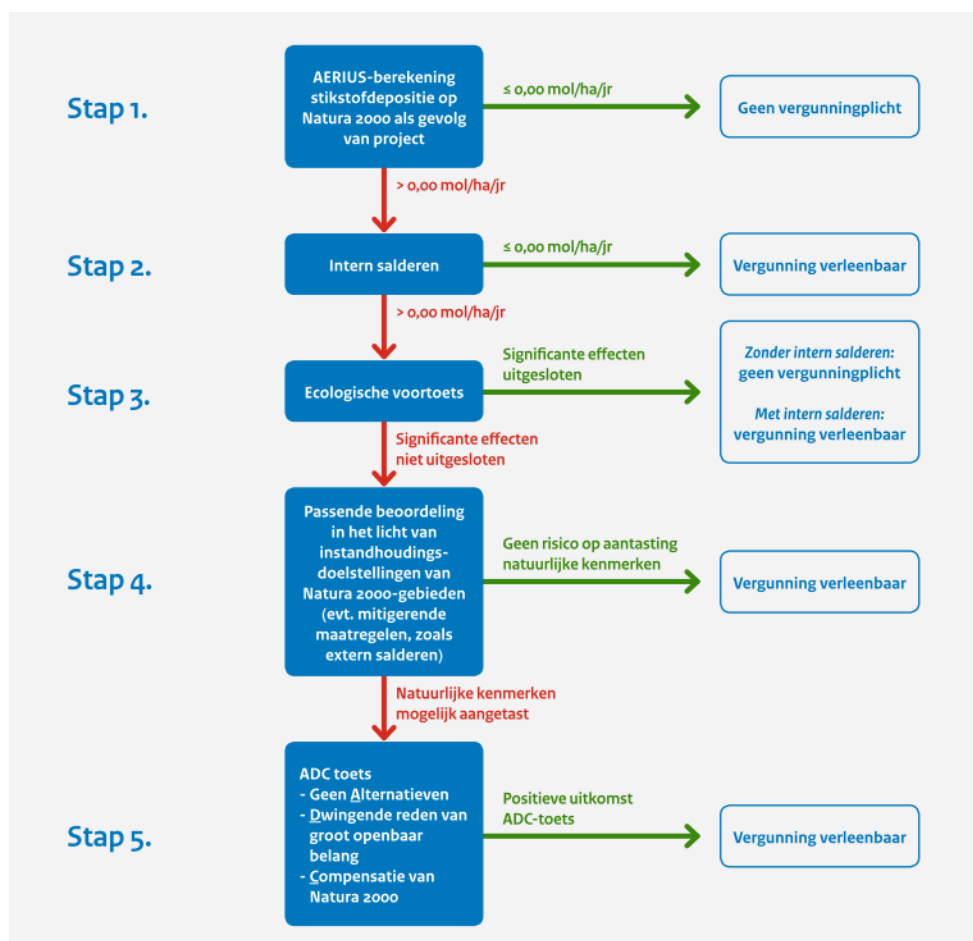 Stap 1.
AERIUS-berekening
stikstofdepositie op
Natura 2000 als gevolg
van project
≤ 0,00 mol/ha/jr
Geen vergunningplicht
> 0,00 mol/ha/jr
Stap 2.
Intern salderen
≤ 0,00 mol/ha/jr
Vergunning verleenbaar
> 0,00 mol/ha/jr
Stap 3.
Ecologische voortoets
Significante effecten
uitgesloten
Zonder intern salderen:
geen vergunningplicht
Met intern salderen:
vergunning verleenbaar
Significante effecten
niet uitgesloten
Stap 4.
Passende beoordeling
in het licht van
instandhoudings-
doelstellingen van
Natura 2000-gebieden
(evt. mitigerende
maatregelen, zoals
extern salderen)
Geen risico op aantasting
natuurlijke kenmerken
Vergunning verleenbaar
Natuurlijke kenmerken
mogelijk aangetast
Stap 5.
ADC toets
- Geen Alternatieven
- Dwingende reden van
groot openbaar
belang
- Compensatie van
Natura 2000
Positieve uitkomst
ADC-toets
Vergunning verleenbaar